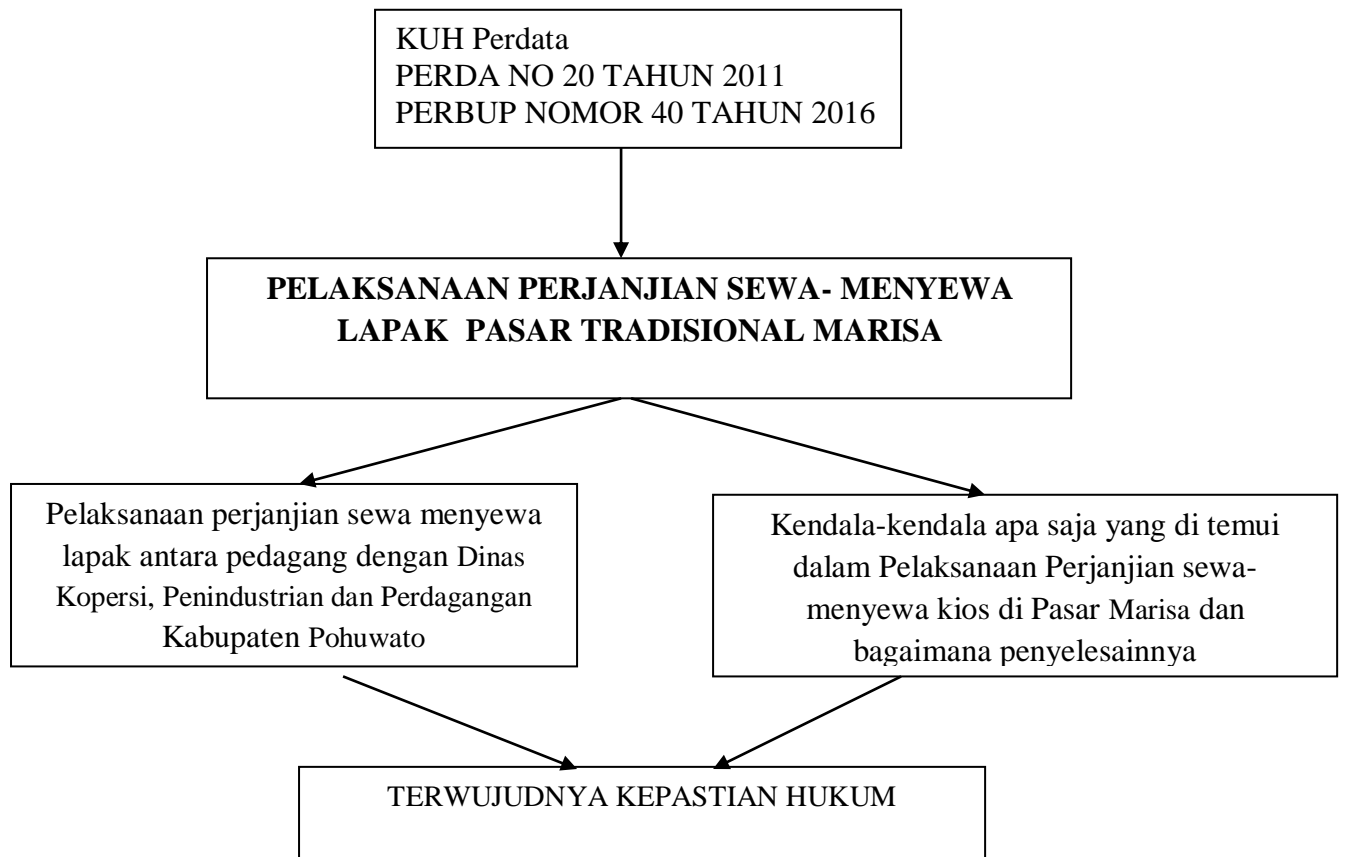 KUH Perdata
PERDA NO 20 TAHUN 2011
PERBUP NOMOR 40 TAHUN 2016
PELAKSANAAN PERJANJIAN SEWA- MENYEWA
LAPAK PASAR TRADISIONAL MARISA
Pelaksanaan perjanjian sewa menyewa
lapak antara pedagang dengan Dinas
Kopersi, Penindustrian dan Perdagangan
Kabupaten Pohuwato
Kendala-kendala apa saja yang di temui
dalam Pelaksanaan Perjanjian sewa-
menyewa kios di Pasar Marisa dan
bagaimana penyelesainnya
TERWUJUDNYA KEPASTIAN HUKUM